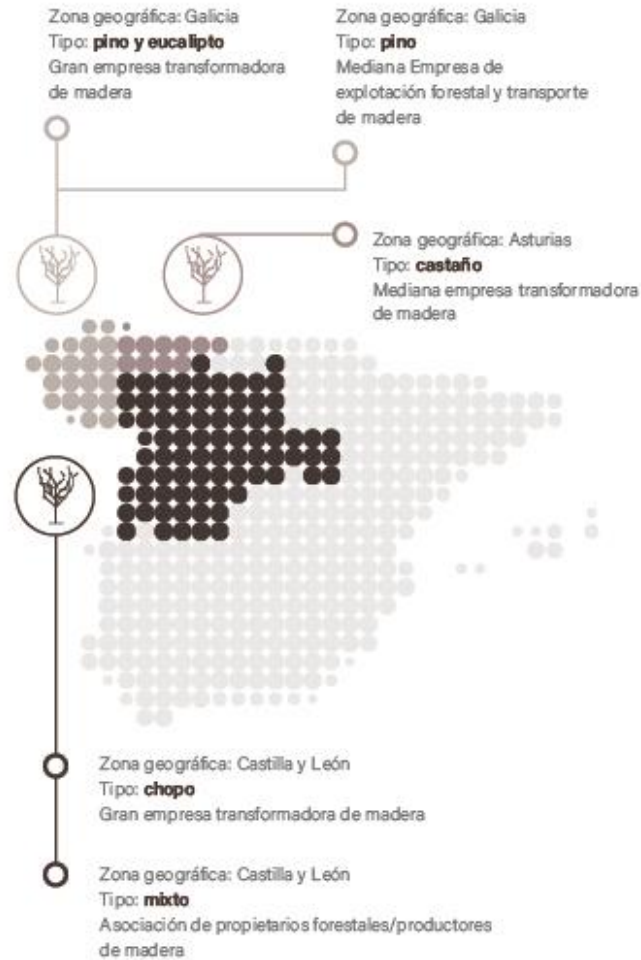 Zona geográfica: Galicia
Tipo: pino y eucalipto
Gran empresa transformadora
de madera
Zona geográfica: Galicia
Tipo: pino
Mediana Empresa de
explotación forestal y transporte
de madera
Zona geográfica: Asturias
Tipo: castaño
Mediana empresa transformadora
de madera
Zona geográfica: Castilla y León
Tipo: chopo
Gran empresa transformadora de madera
Zona geográfica: Castilla y León
Tipo: mixto
Asociación de propietarios forestales/productores
de madera